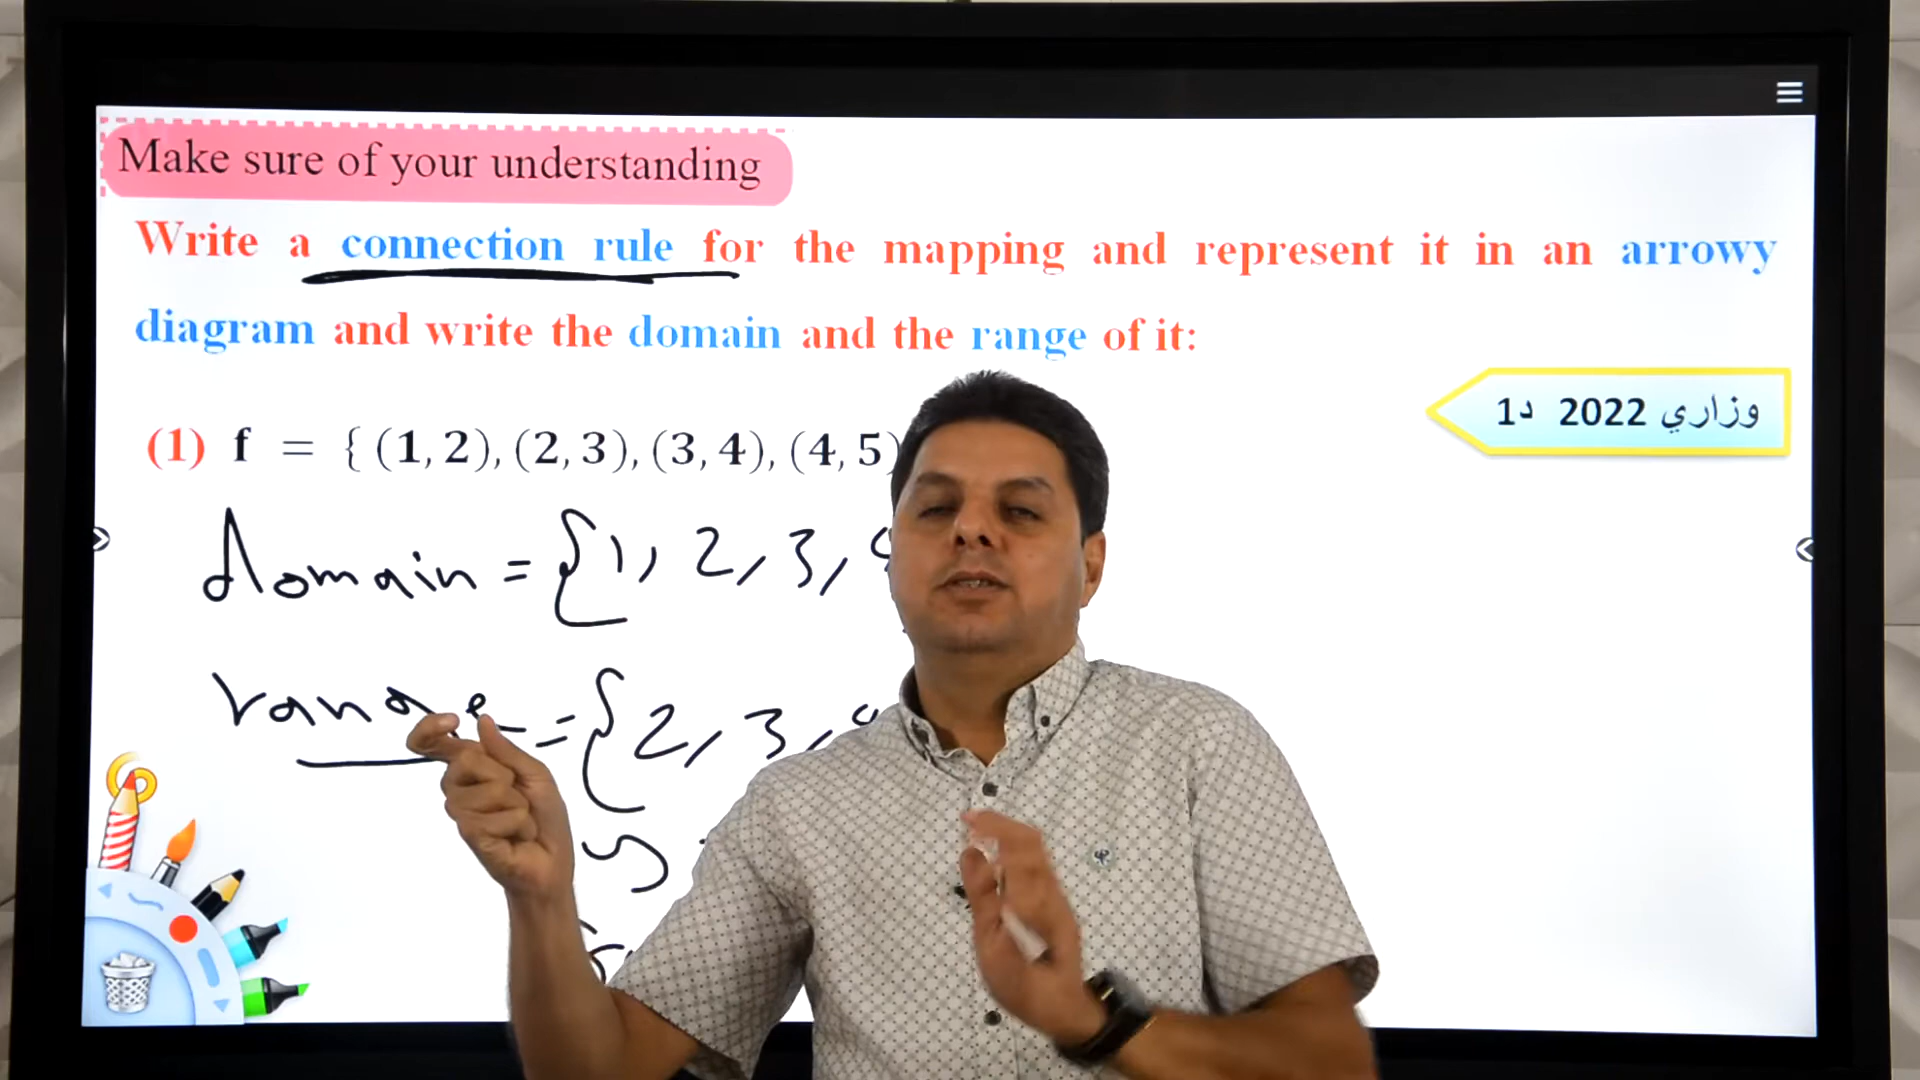 Make sure of your understanding
Write a connection rule for the mapping and represent it in an arrowy
diagram and write the domain and the range of it:
وزاري 2022 د1
(1) f = { (1, 2), (2, 3), (3, 4), (4, 5)
domain = {1, 2, 3,
range = {2, 3,
y